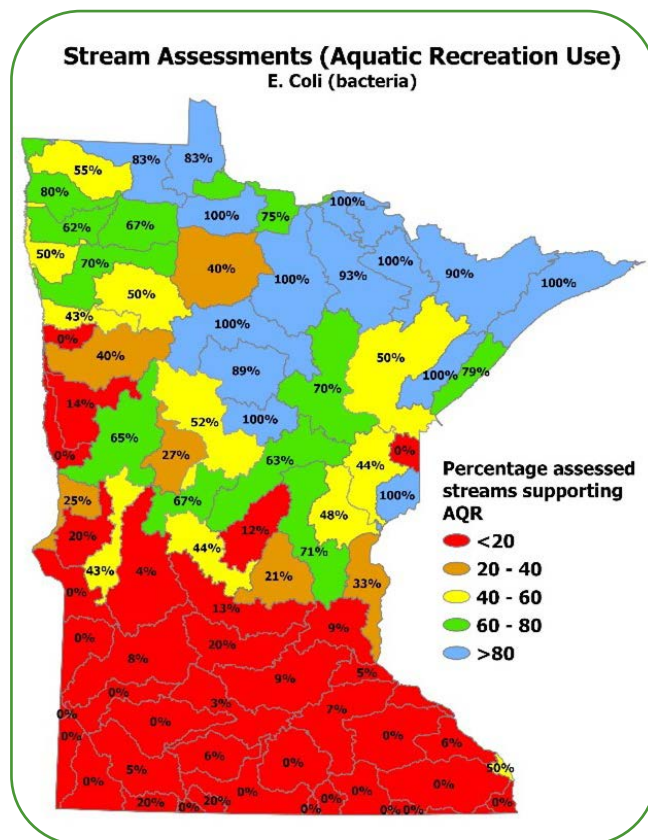 Stream Assessments (Aquatic Recreation Use)
E. Coli (bacteria)
83% 83%
55%
80%
100% 75% 100%
62% 67%
50% 70% 40% 100% 93% 100% 90% 100%
50%
43% 100%
0%
40% 50%
89% 70% 100% 79%
14%
52% 100%
65%
0% 27% 63% 44% 0%
25% 67% 48% 100%
20% 44% 12% 71%
43% 4% 21% 33%
0% 13%
0% 20% 9%
8% 9% 5%
0% 3% 7%
0% 0% 0% 6%
0% 6% 0%
5% 50%
0% 0% 0%
20% 0% 20% 0% 0% 0% 0% 0% 0%
Percentage assessed
streams supporting
AQR
<20
20 - 40
40 - 60
60 - 80
>80